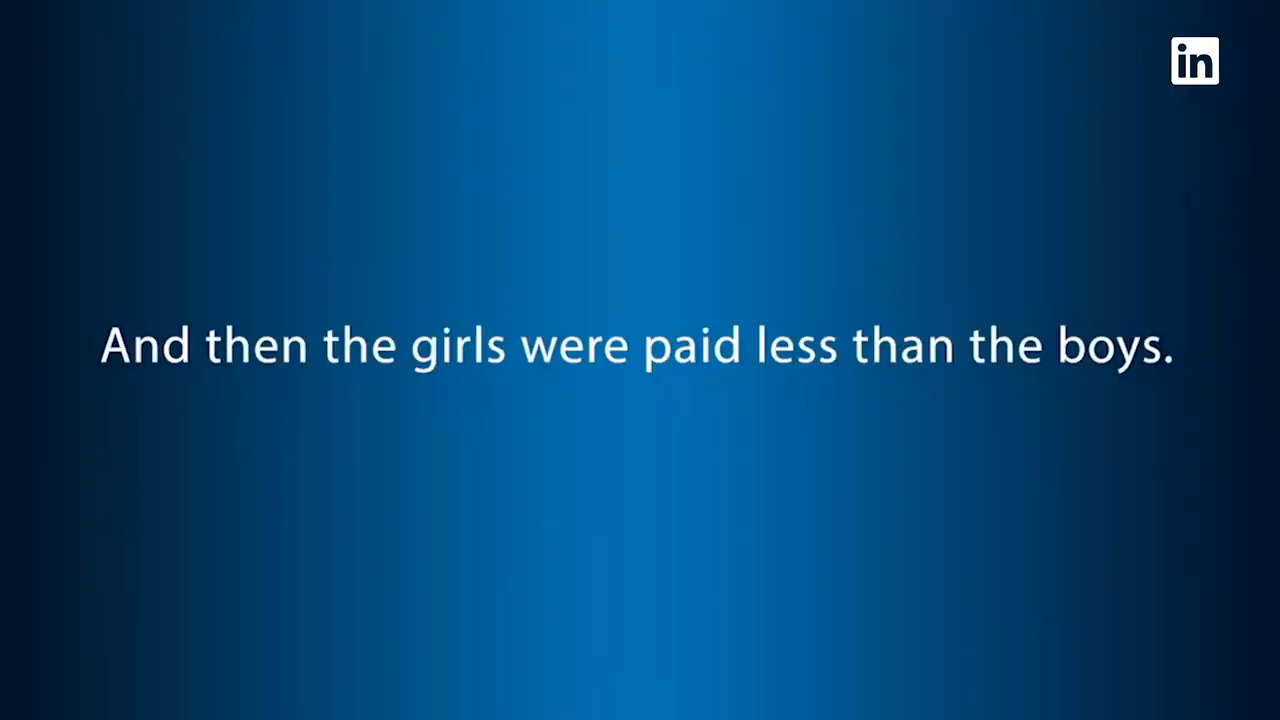 in
And then the girls were paid less than the boys.